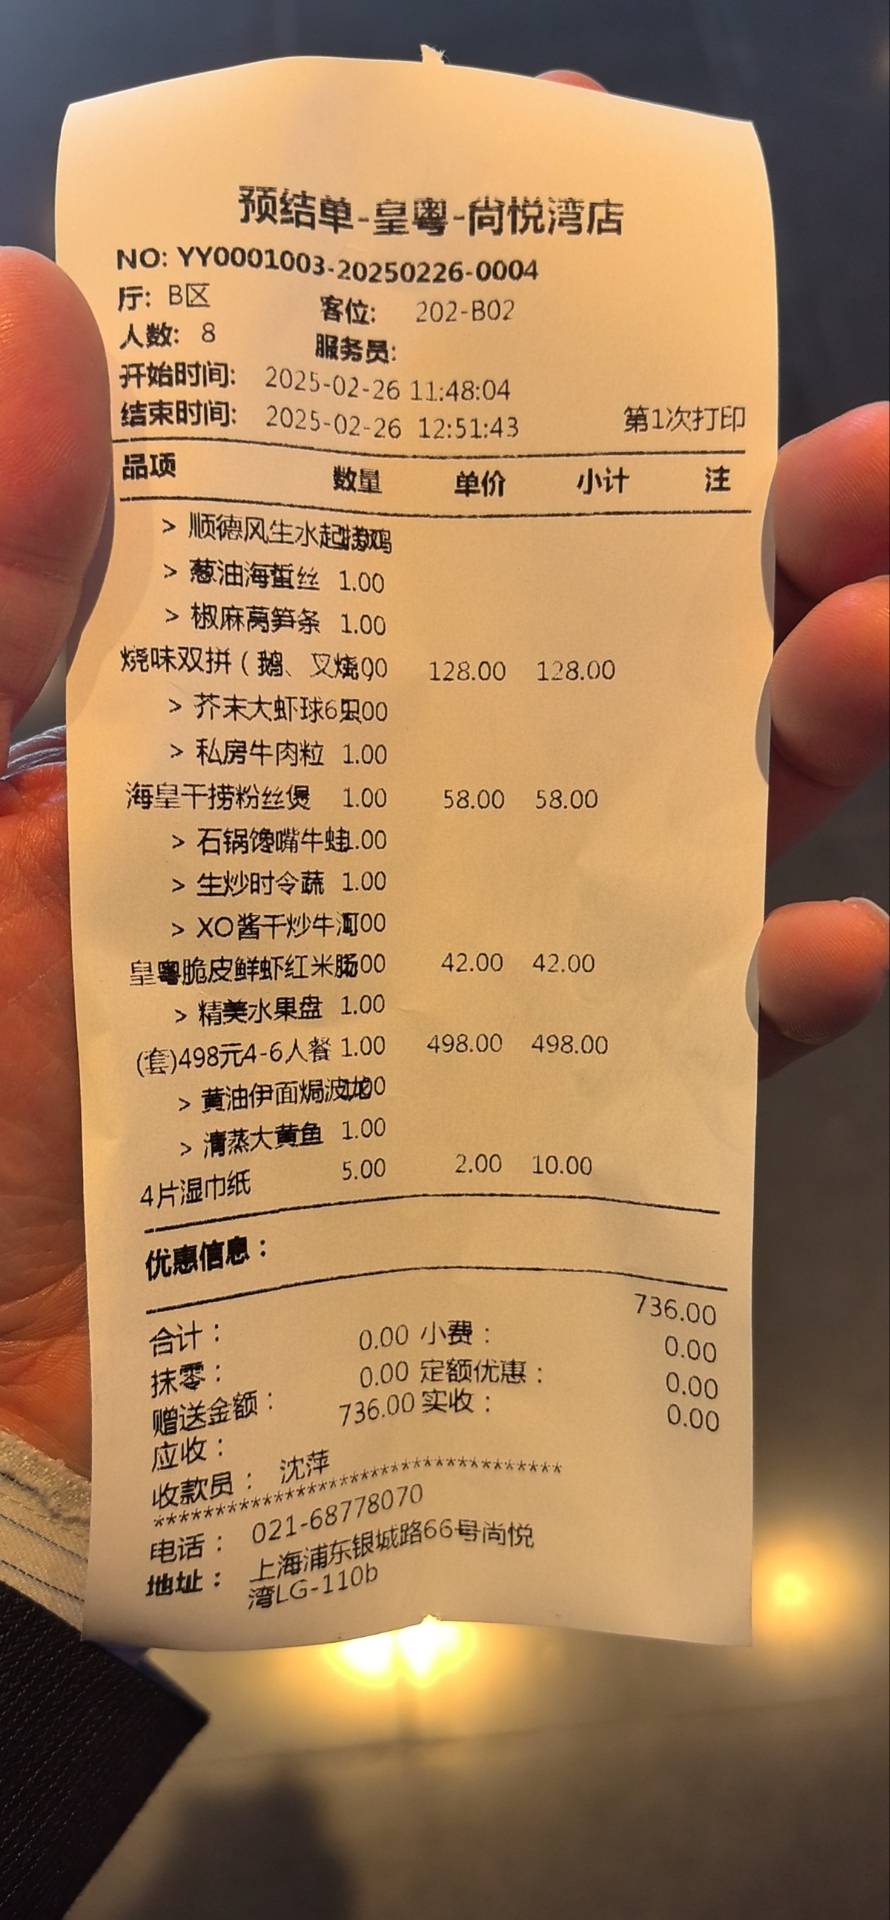 预结单-皇粤-尚悦湾店
NO: YY0001003-20250226-0004
厅: B区 客位: 202-B02
人数: 8 服务员:
开始时间: 2025-02-26 11:48:04
结束时间: 2025-02-26 12:51:43 第1次打印
品项 数量 单价 小计 注
> 顺德风生水起捞鸡
> 葱油海蜇丝 1.00
> 椒麻莴笋条 1.00
烧味双拼(鹅、叉烧 00 128.00 128.00
> 芥末大虾球6只 00
> 私房牛肉粒 1.00
海皇干捞粉丝煲 1.00 58.00 58.00
> 石锅馋嘴牛蛙1.00
> 生炒时令蔬 1.00
> XO酱干炒牛河 00
皇粤脆皮鲜虾红米肠 00 42.00 42.00
> 精美水果盘 1.00
(套)498元4-6人餐 1.00 498.00 498.00
> 黄油伊面焗波龙 00
> 清蒸大黄鱼 1.00
4片湿巾纸 5.00 2.00 10.00
优惠信息:
合计: 736.00
抹零: 0.00 小费: 0.00
赠送金额: 0.00 定额优惠: 0.00
应收: 736.00 实收: 0.00
收款员: 沈萍
*********************************
电话: 021-68778070
地址: 上海浦东银城路66号尚悦
湾LG-110b